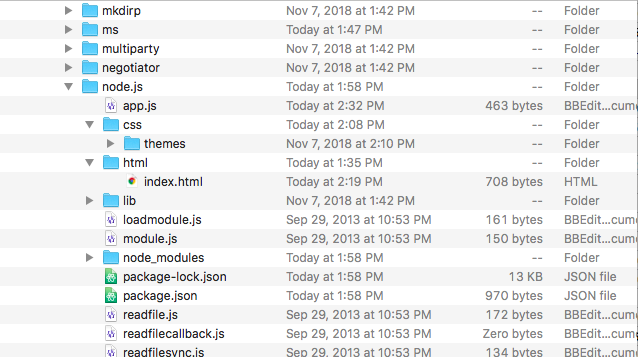 mkdirp Nov 7, 2018 at 1:42 PM -- Folder
ms Today at 1:47 PM -- Folder
multiparty Nov 7, 2018 at 1:42 PM -- Folder
negotiator Nov 7, 2018 at 1:42 PM -- Folder
node.js Today at 1:58 PM -- Folder
app.js Today at 2:32 PM 463 bytes BBEdit...cume
css Today at 2:08 PM -- Folder
themes Nov 7, 2018 at 2:10 PM -- Folder
html Today at 1:35 PM -- Folder
index.html Today at 2:19 PM 708 bytes HTML
lib Nov 7, 2018 at 1:42 PM -- Folder
loadmodule.js Sep 29, 2013 at 10:53 PM 161 bytes BBEdit...cume
module.js Sep 29, 2013 at 10:53 PM 150 bytes BBEdit...cume
node_modules Today at 1:58 PM -- Folder
package-lock.json Today at 1:58 PM 13 KB JSON file
package.json Today at 1:58 PM 970 bytes JSON file
readfile.js Sep 29, 2013 at 10:53 PM 172 bytes BBEdit...cume
readfilecallback.js Sep 29, 2013 at 10:53 PM Zero bytes BBEdit...cume
readfilesync.js Sep 29, 2013 at 10:53 PM 134 bytes BBEdit...cume